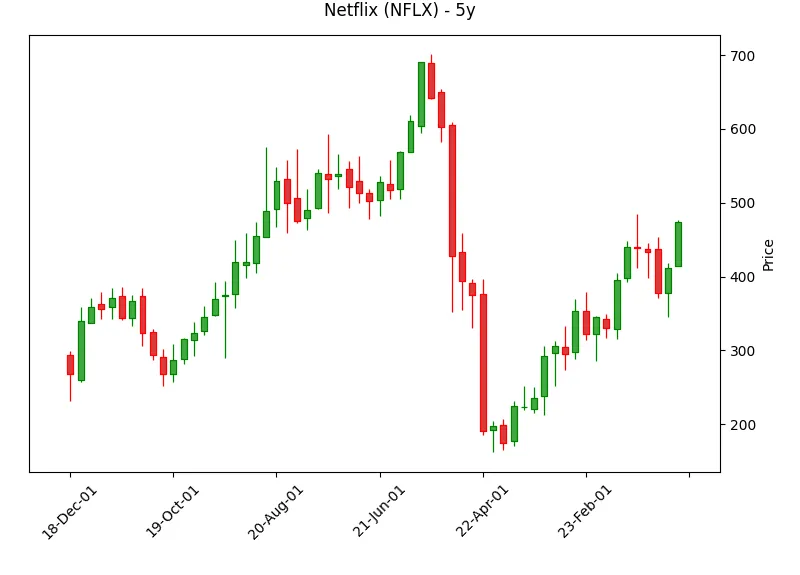 Netflix (NFLX) - 5y
700
600
500
400
300
200
Price
18-Dec-01
19-Oct-01
20-Aug-01
21-Jun-01
22-Apr-01
23-Feb-01